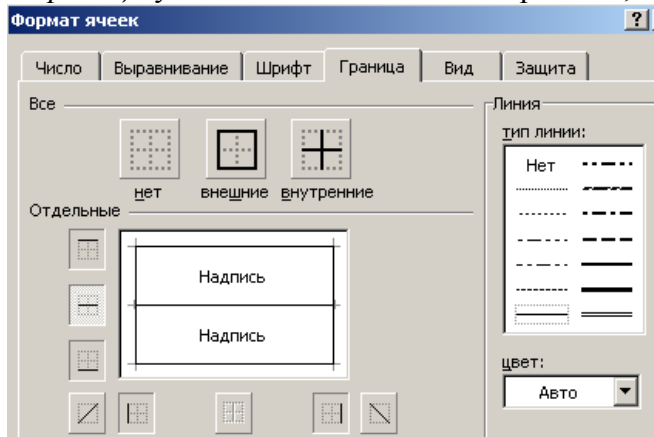 Формат ячеек
?
Число Выравнивание Шрифт Граница Вид Защита
Все
нет внешние внутренние
Отдельные
Надпись
Надпись
Линия
тип линии:
Нет
цвет:
Авто